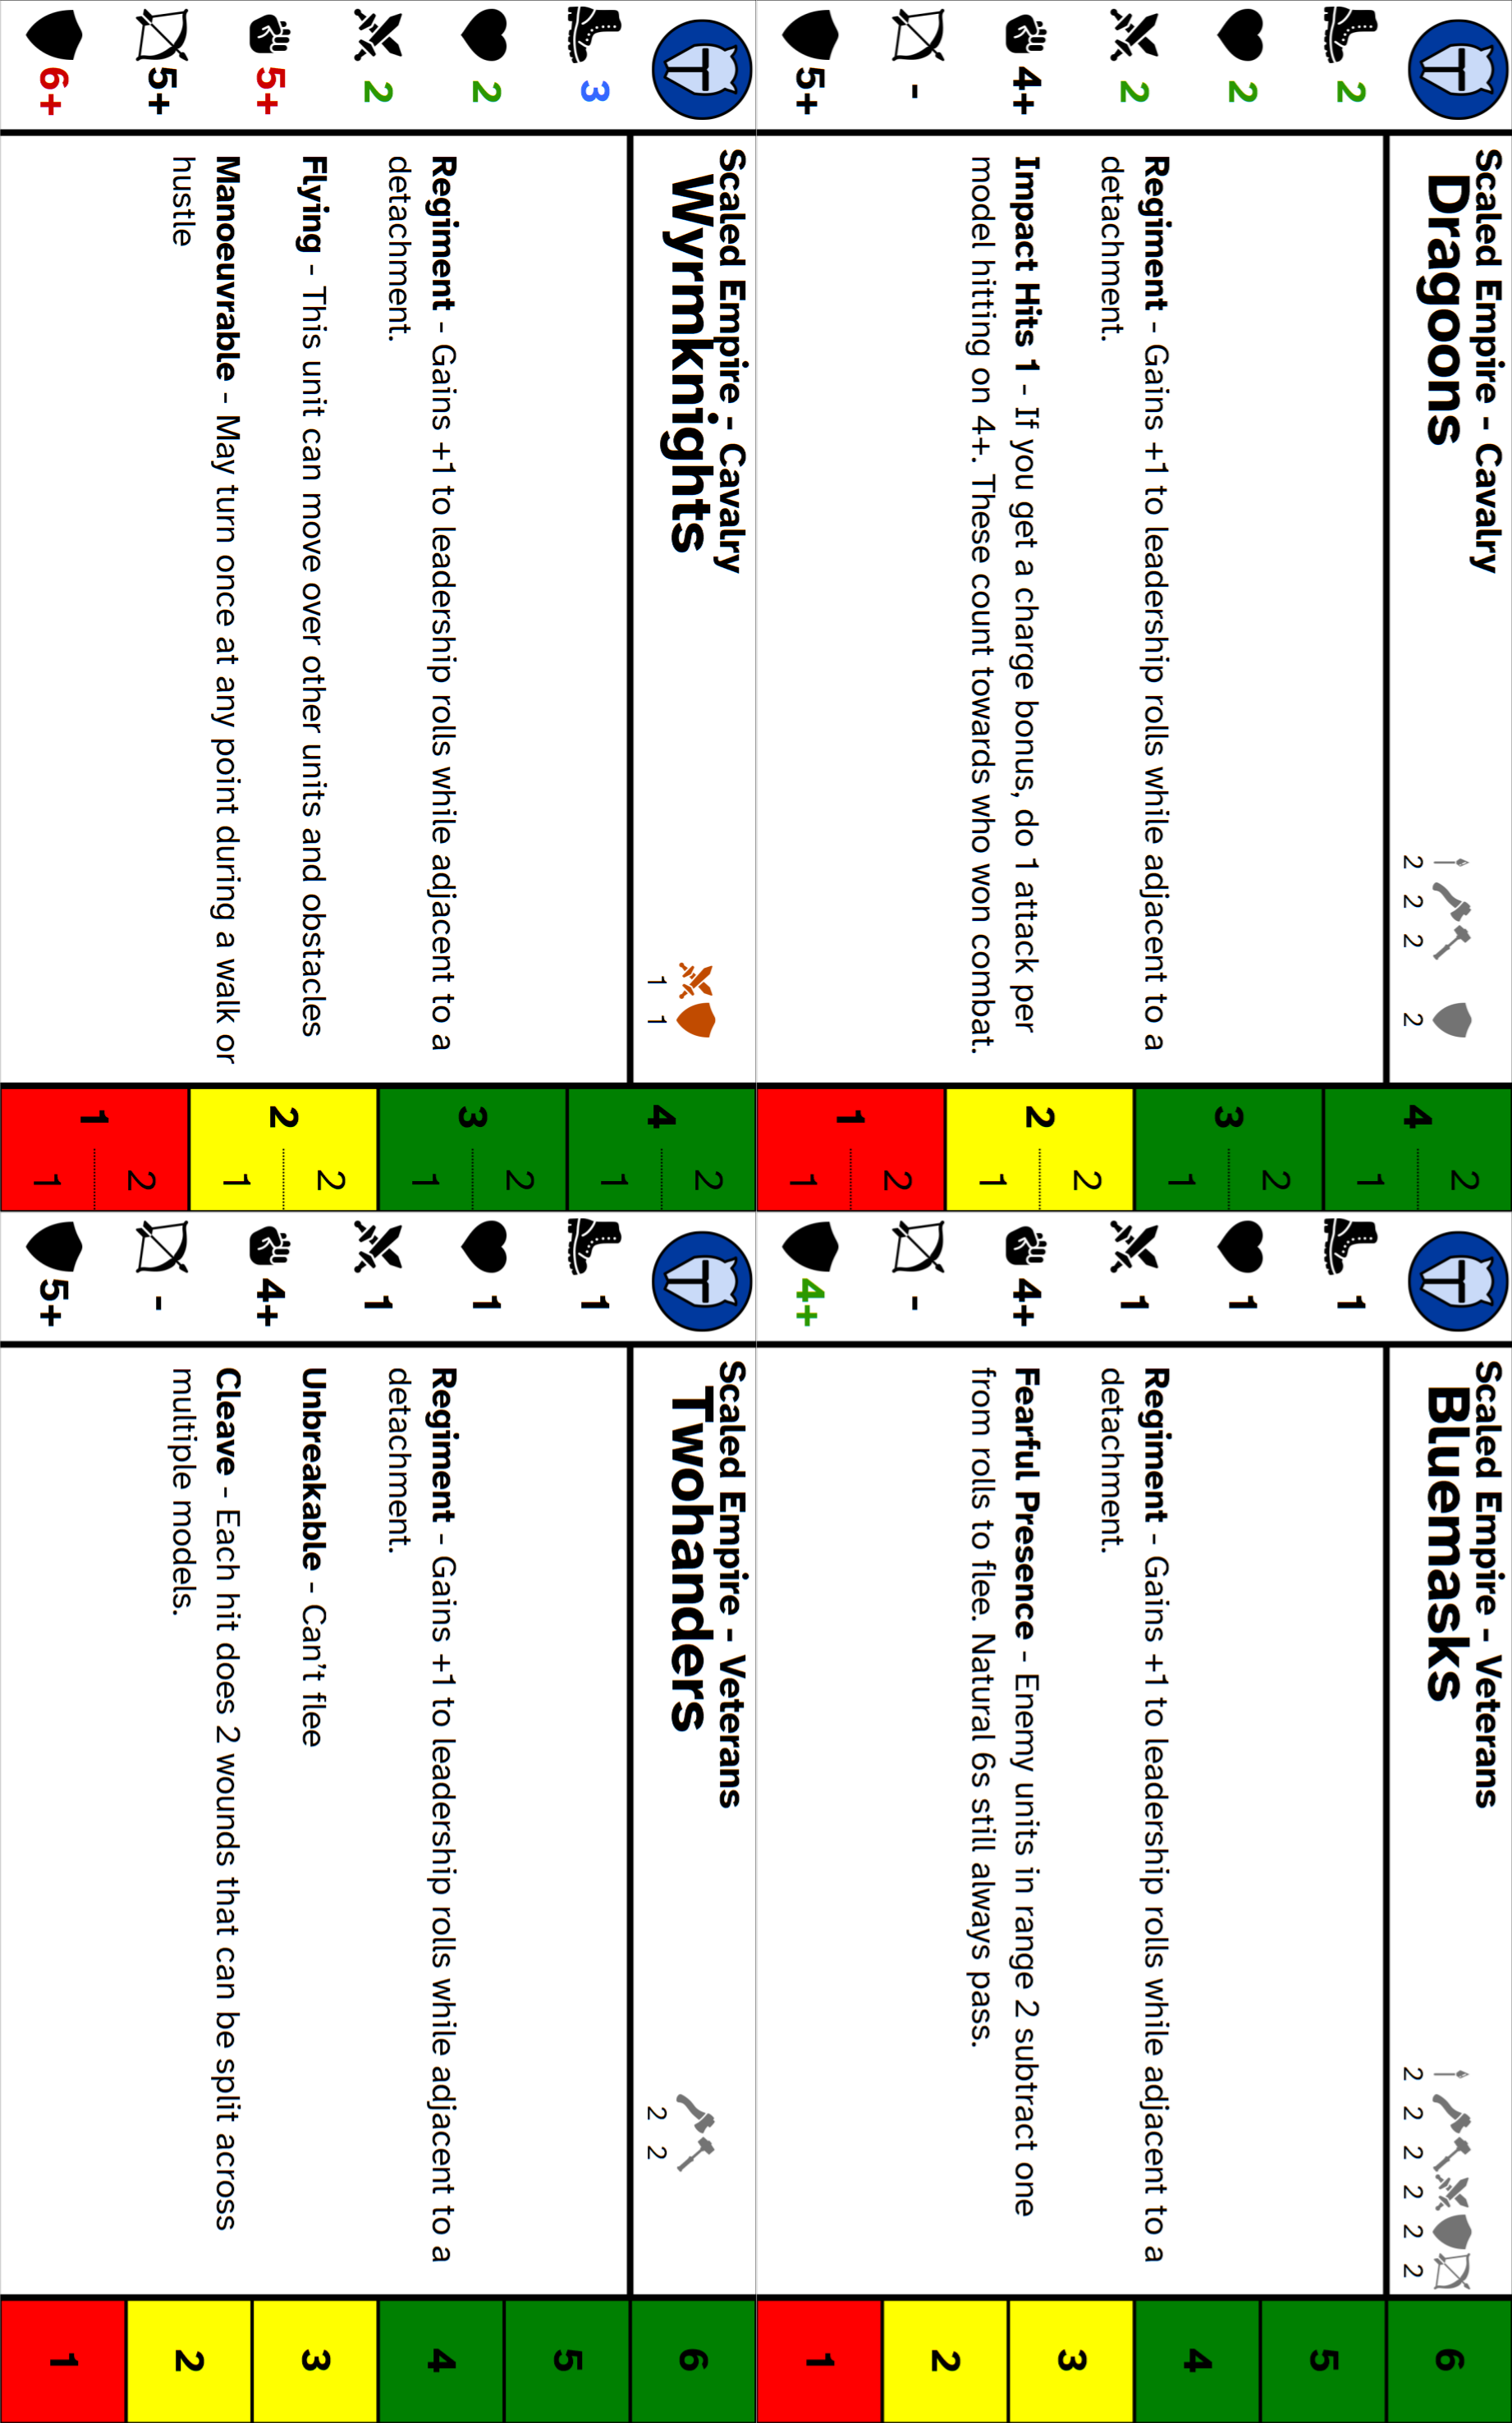 Scaled Empire - Cavalry
Dragoons
2 2 2 2
2
2
2
4+
-
5+
Regiment - Gains +1 to leadership rolls while adjacent to a
detachment.
Impact Hits 1 - If you get a charge bonus, do 1 attack per
model hitting on 4+. These count towards who won combat.
4 2
1
3 2
1
2 2
1
1 2
1
Scaled Empire - Veterans
Bluemasks
2 2 2 2 2 2
1
1
1
4+
-
4+
Regiment - Gains +1 to leadership rolls while adjacent to a
detachment.
Fearful Presence - Enemy units in range 2 subtract one
from rolls to flee. Natural 6s still always pass.
6
5
4
3
2
1
Scaled Empire - Cavalry
Wyrmknights
1 1
3
2
2
5+
5+
6+
Regiment - Gains +1 to leadership rolls while adjacent to a
detachment.
Flying - This unit can move over other units and obstacles
Manoeuvrable - May turn once at any point during a walk or
hustle
4 2
1
3 2
1
2 2
1
1 2
1
Scaled Empire - Veterans
Twohanders
2 2
1
1
1
4+
-
5+
Regiment - Gains +1 to leadership rolls while adjacent to a
detachment.
Unbreakable - Can't flee
Cleave - Each hit does 2 wounds that can be split across
multiple models.
6
5
4
3
2
1